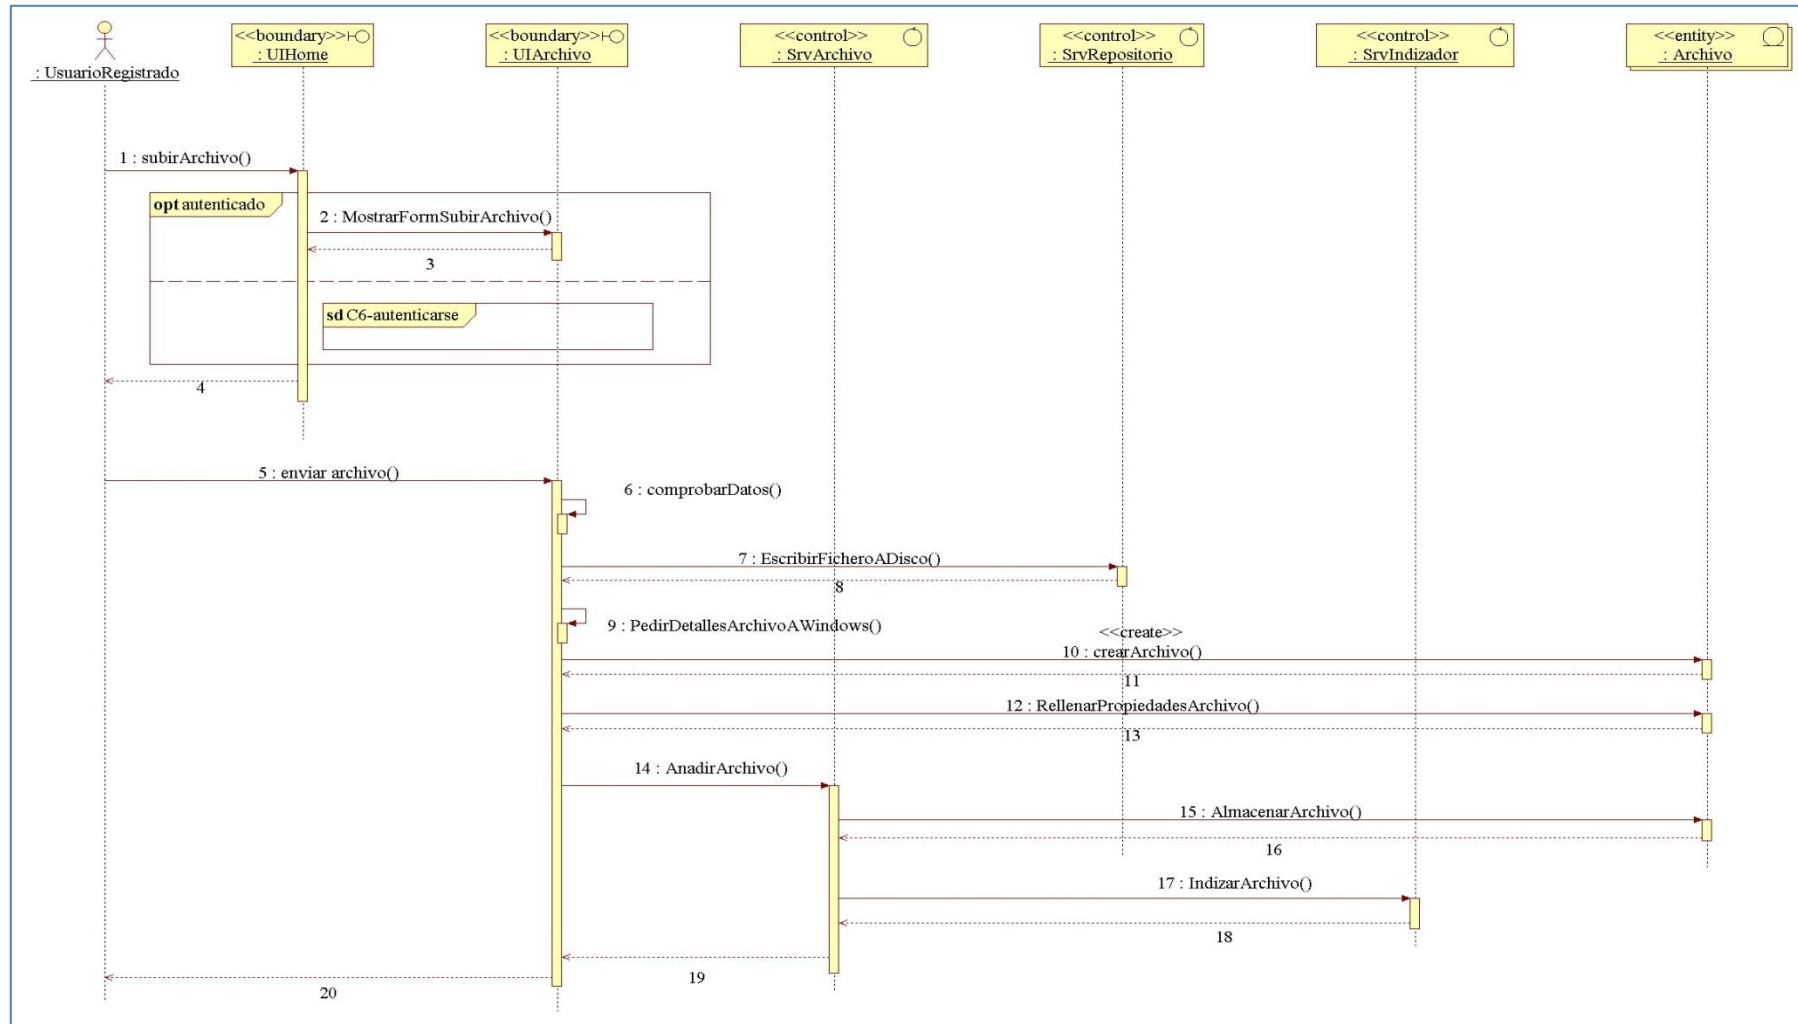 <<boundary>>
<<boundary>>
<<control>>
<<control>>
<<control>>
<<entity>>
: UsuarioRegistrado
: UIHome
: UIArchivo
: SrvArchivo
: SrvRepositorio
: SrvIndizador
: Archivo
1 : subirArchivo()
opt autenticado
2 : MostrarFormSubirArchivo()
3
sd C6-autenticarse
4
5 : enviar archivo()
6 : comprobarDatos()
7 : EscribirFicheroADisco()
8
9 : PedirDetallesArchivoAWindows()
<<create>>
10 : crearArchivo()
11
12 : RellenarPropiedadesArchivo()
13
14 : AnadirArchivo()
15 : AlmacenarArchivo()
16
17 : IndizarArchivo()
18
19
20